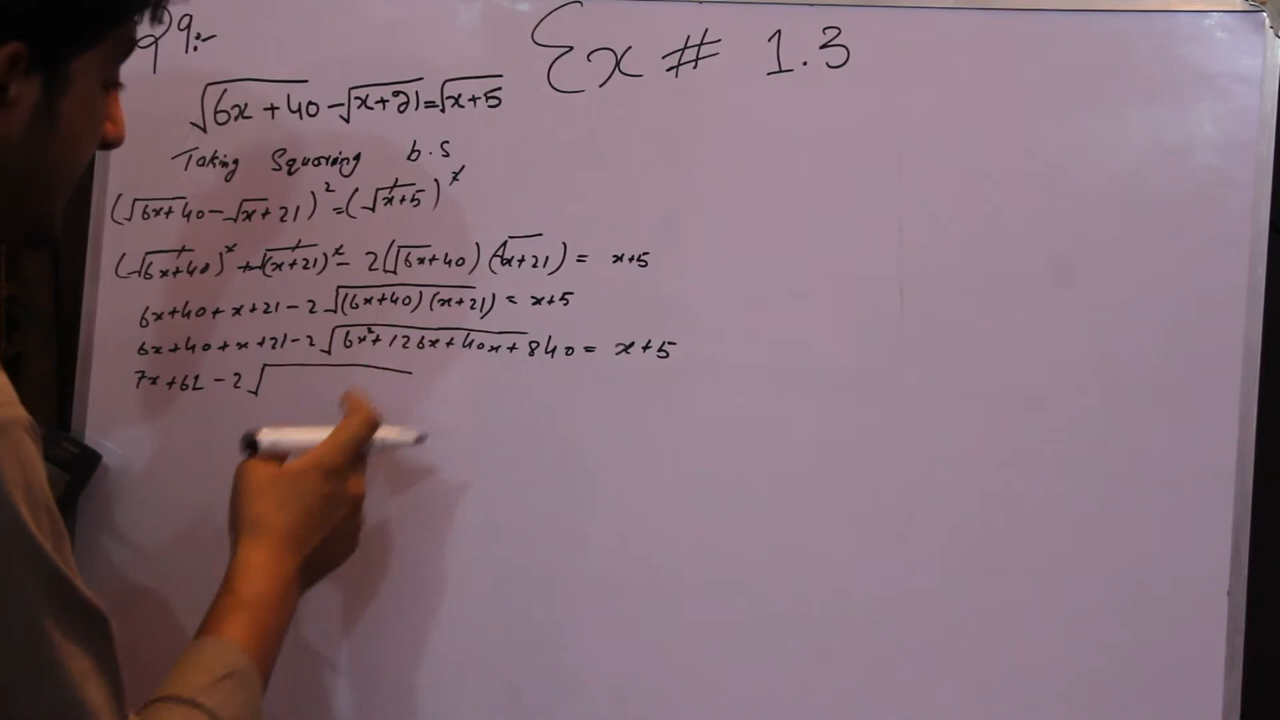 Q9:-
Ex # 1.3
√(6x+40) - √(x+21) = √(x+5)
Taking Squaring b.s
(√(6x+40) - √(x+21))² = (√(x+5))²
(√(6x+40))² + (√(x+21))² - 2(√(6x+40))(√(x+21)) = x+5
6x+40+x+21-2√((6x+40)(x+21)) = x+5
6x+40+x+21-2√(6x²+126x+40x+840) = x+5
7x+61-2√